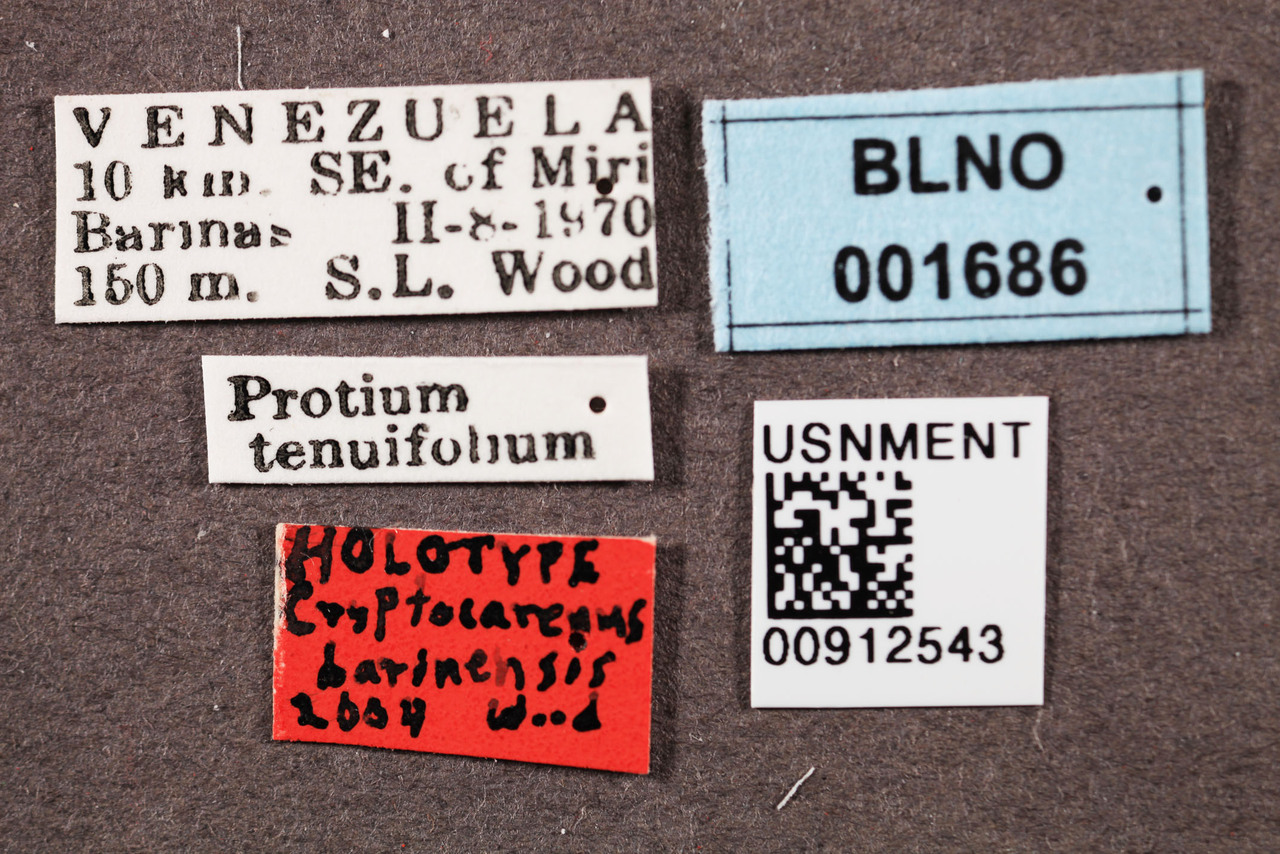 VENEZUELA
10 km. SE. of Miri
Barinas II-8-1970
150 m. S.L. Wood
BLNO
001686
Protium
tenuifolium
USNMENT
00912543
HOLOTYPE
Cryptocarenus
barinensis
2004 Wood